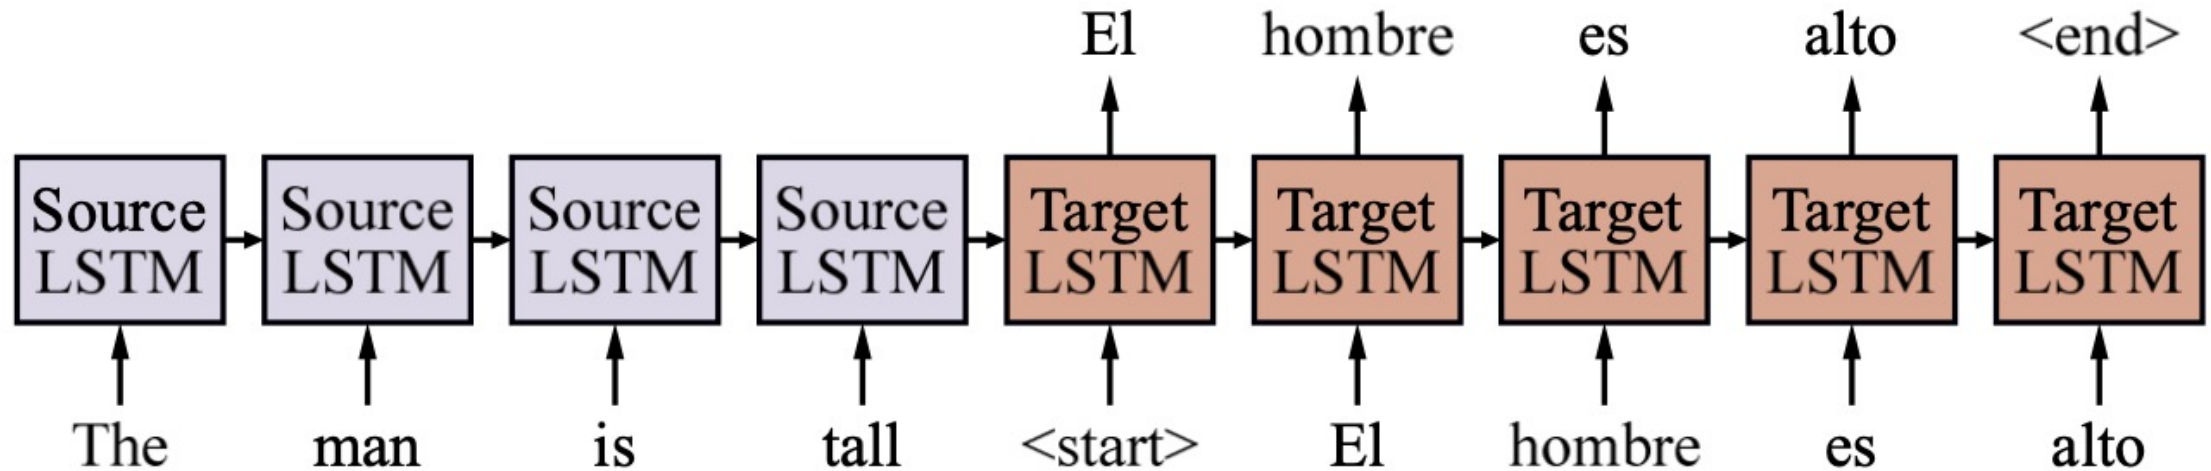 El hombre es alto <end>
Source Source Source Source Target Target Target Target Target
LSTM LSTM LSTM LSTM LSTM LSTM LSTM LSTM LSTM
The man is tall <start> El hombre es alto